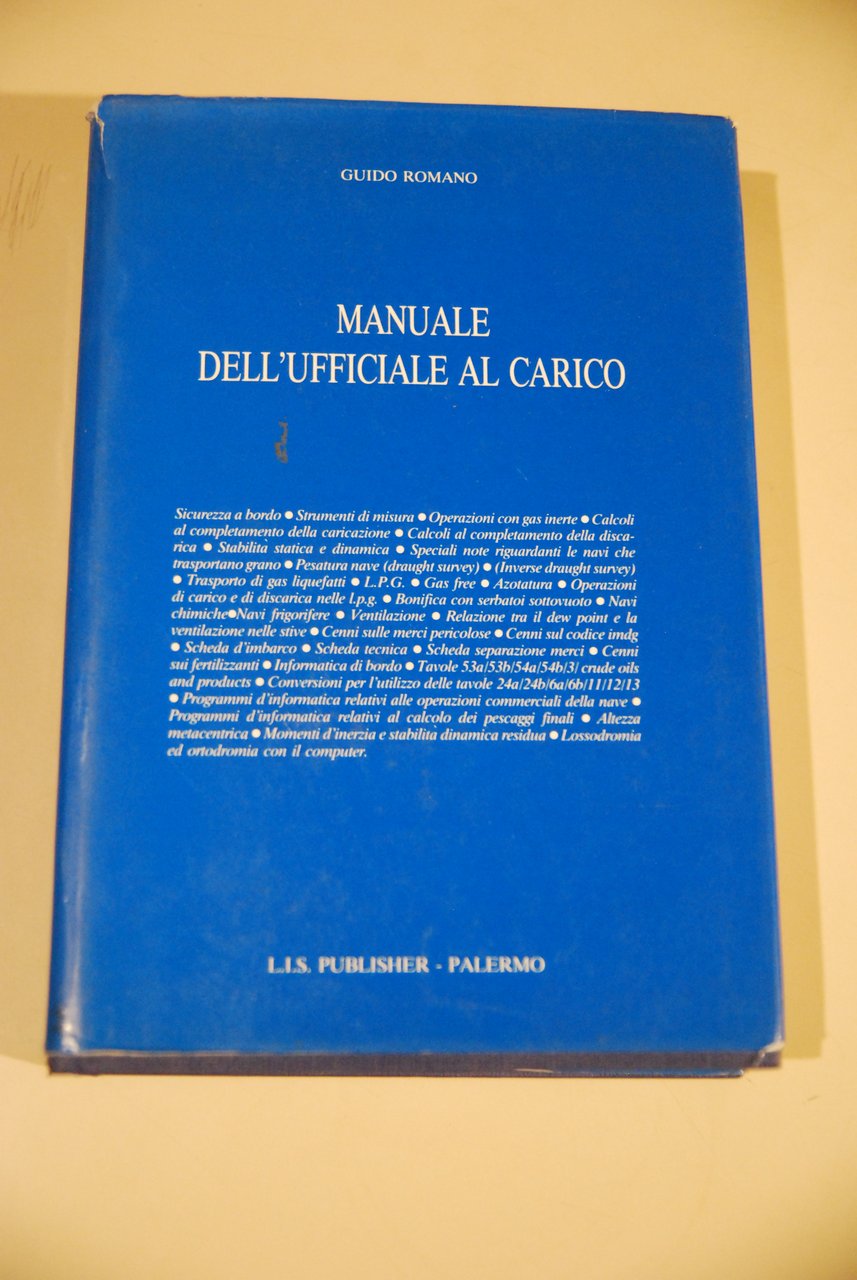 GUIDO ROMANO
MANUALE
DELL'UFFICIALE AL CARICO
Sicurezza a bordo ● Strumenti di misura ● Operazioni con gas inerte ● Calcoli
al completamento della caricazione ● Calcoli al completamento della disca-
rica ● Stabilità statica e dinamica ● Speciali note riguardanti le navi che
trasportano grano ● Pesatura nave (draught survey) ● (Inverse draught survey)
● Trasporto di gas liquefatti ● L.P.G. ● Gas free ● Azotatura ● Operazioni
di carico e di discarica nelle l.p.g. ● Bonifica con serbatoi sottovuoto ● Navi
chimiche●Navi frigorifere ● Ventilazione ● Relazione tra il dew point e la
ventilazione nelle stive ● Cenni sulle merci pericolose ● Cenni sul codice imdg
● Scheda d'imbarco ● Scheda tecnica ● Scheda separazione merci ● Cenni
sui fertilizzanti ● Informatica di bordo ● Tavole 53a/53b/54a/54b/3/ crude oils
and products ● Conversioni per l'utilizzo delle tavole 24a/24b/6a/6b/11/12/13
● Programmi d'informatica relativi alle operazioni commerciali della nave ●
Programmi d'informatica relativi al calcolo dei pescaggi finali ● Altezza
metacentrica ● Momenti d'inerzia e stabilità dinamica residua ● Lossodromia
ed ortodromia con il computer.
L.I.S. PUBLISHER - PALERMO